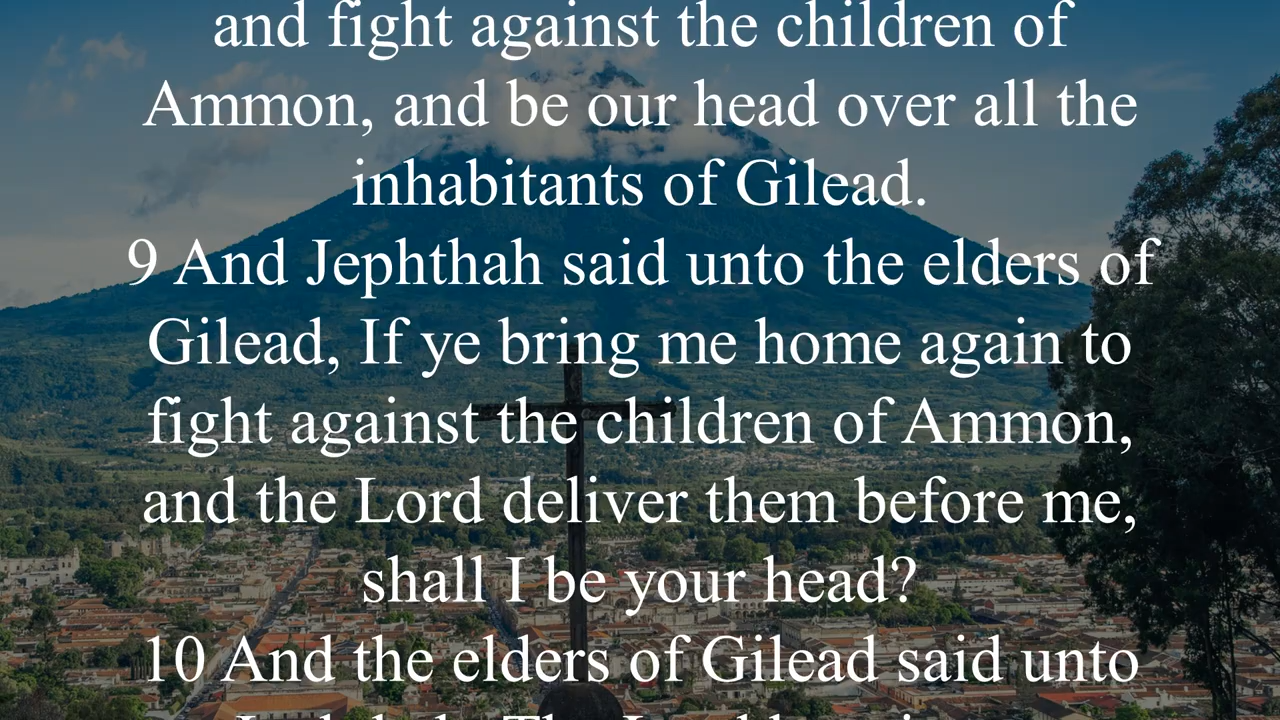 and fight against the children of
Ammon, and be our head over all the
inhabitants of Gilead.
9 And Jephthah said unto the elders of
Gilead, If ye bring me home again to
fight against the children of Ammon,
and the Lord deliver them before me,
shall I be your head?
10 And the elders of Gilead said unto